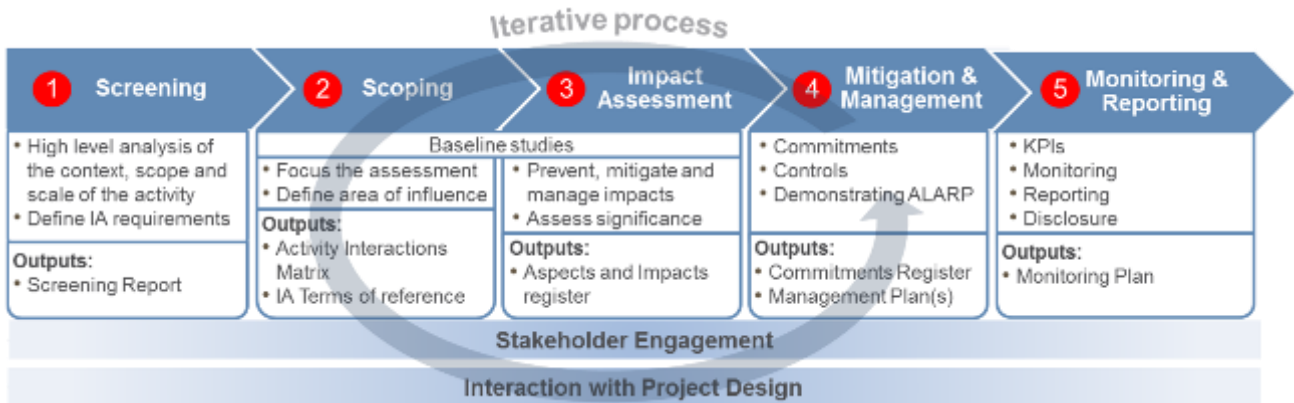 Iterative process
1 Screening
2 Scoping
3 Impact
Assessment
4 Mitigation &
Management
5 Monitoring &
Reporting
• High level analysis of
the context, scope and
scale of the activity
• Define IA requirements
Outputs:
• Screening Report
Baseline studies
• Focus the assessment
• Define area of influence
Outputs:
• Activity Interactions
Matrix
• IA Terms of reference
• Prevent, mitigate and
manage impacts
• Assess significance
Outputs:
• Aspects and Impacts
register
• Commitments
• Controls
• Demonstrating ALARP
Outputs:
• Commitments Register
• Management Plan(s)
• KPIs
• Monitoring
• Reporting
• Disclosure
Outputs:
• Monitoring Plan
Stakeholder Engagement
Interaction with Project Design